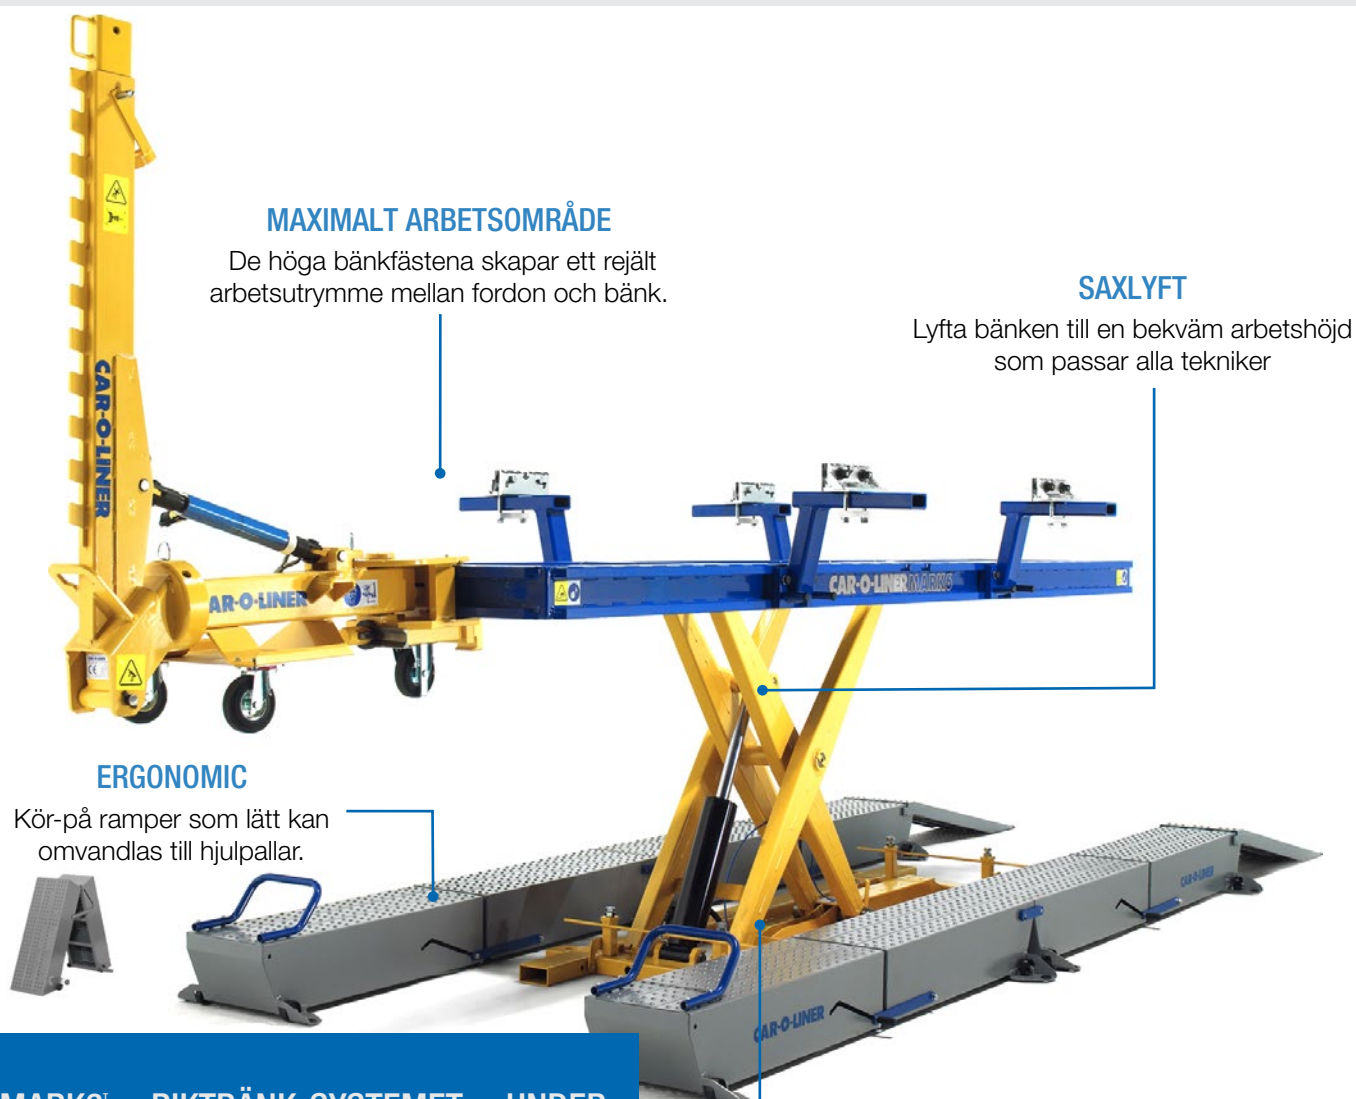 MAXIMALT ARBETSOMRÅDE
De höga bänkfästena skapar ett rejält
arbetsutrymme mellan fordon och bänk.
SAXLYFT
Lyfta bänken till en bekväm arbetshöjd
som passar alla tekniker
CAR-O-LINER
AR-O-LINER
CAR-O-LINER MARK6
ERGONOMIC
Kör-på ramper som lätt kan
omvandlas till hjulpallar.
CAR-O-LINER
CAR-O-LINER